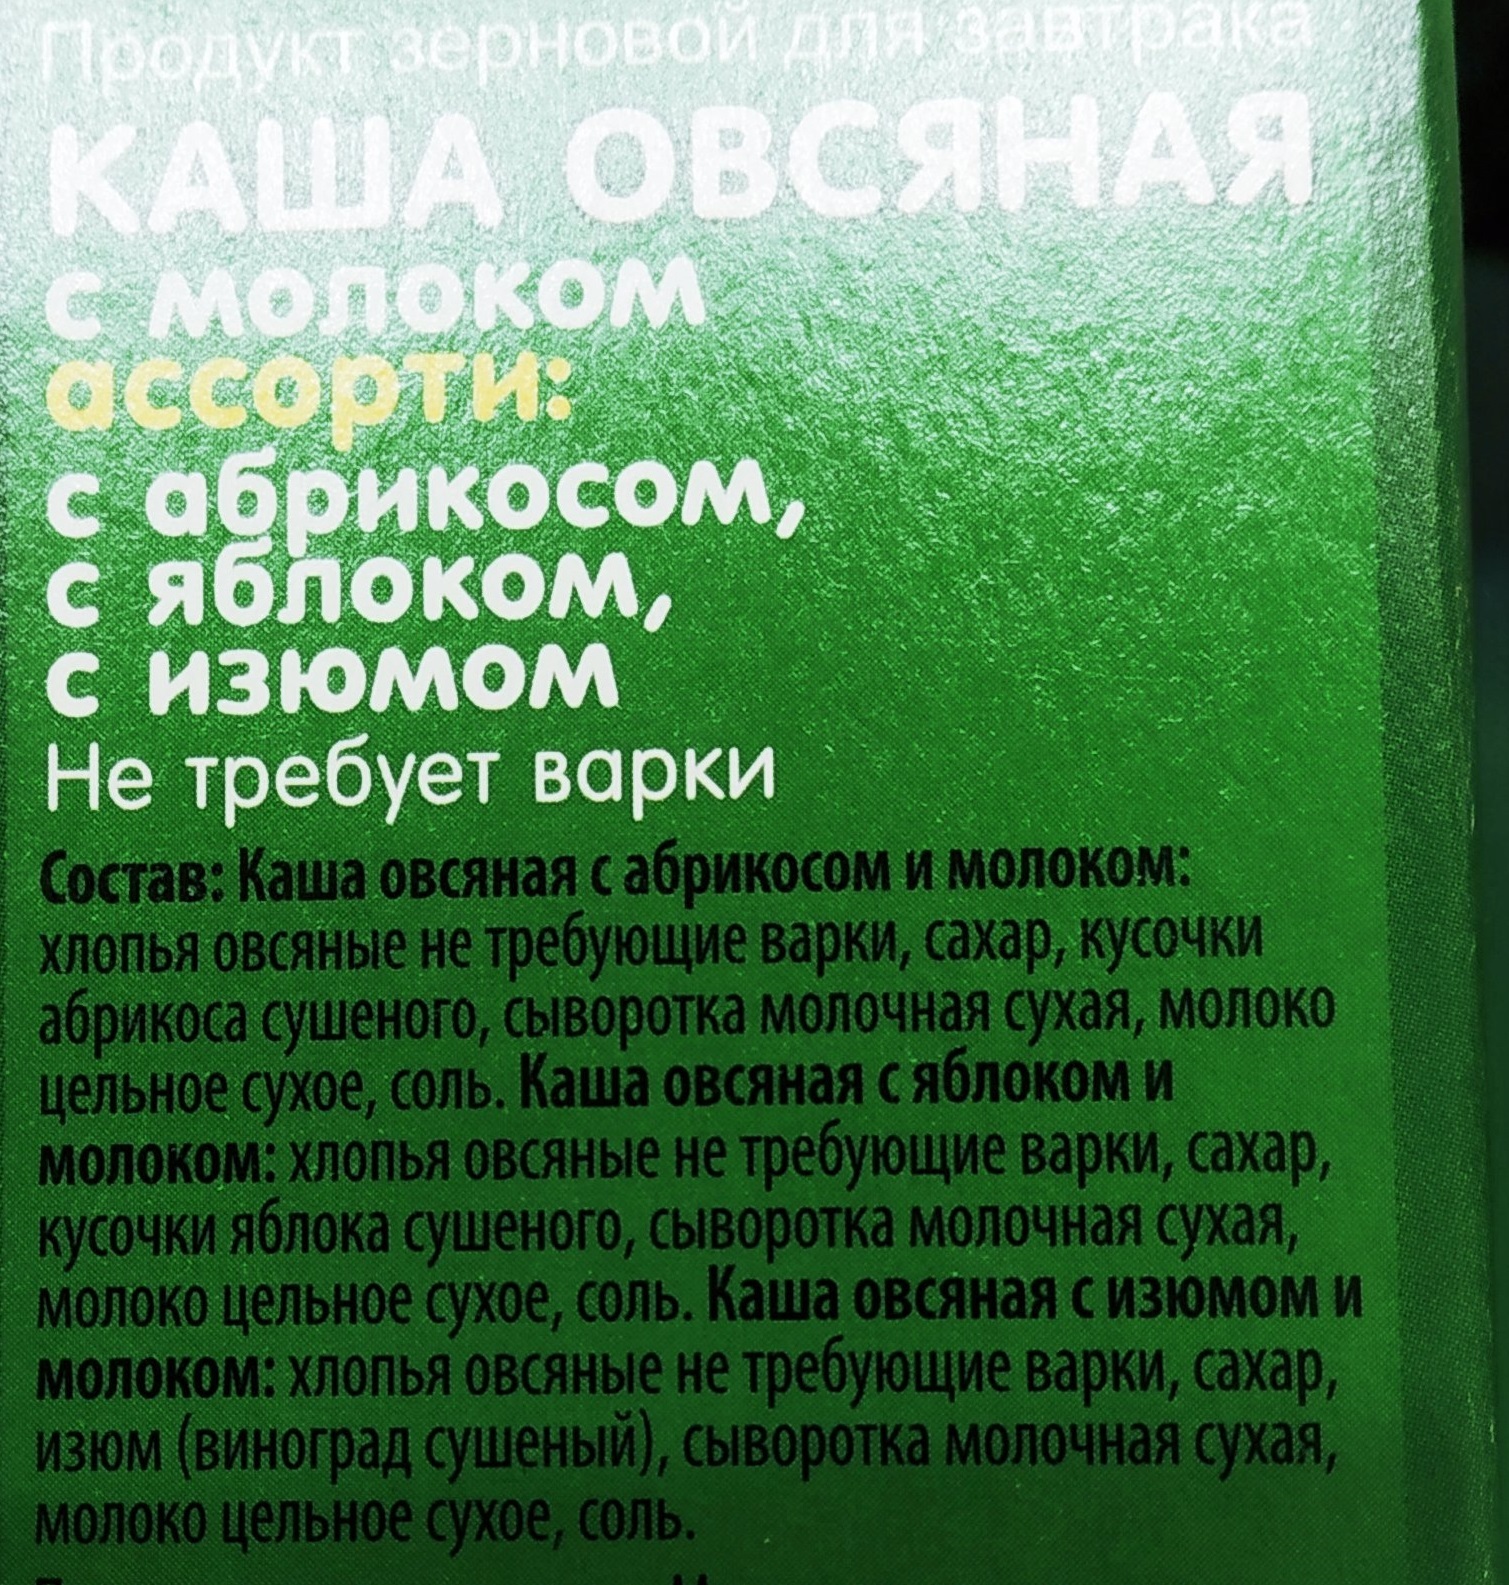 Продукт зерновой для завтрака
КАША ОВСЯНАЯ
с молоком
ассорти:
с абрикосом,
с яблоком,
с изюмом
Не требует варки
Состав: Каша овсяная с абрикосом и молоком:
хлопья овсяные не требующие варки, сахар, кусочки
абрикоса сушеного, сыворотка молочная сухая, молоко
цельное сухое, соль. Каша овсяная с яблоком и
молоком: хлопья овсяные не требующие варки, сахар,
кусочки яблока сушеного, сыворотка молочная сухая,
молоко цельное сухое, соль. Каша овсяная с изюмом и
молоком: хлопья овсяные не требующие варки, сахар,
изюм (виноград сушеный), сыворотка молочная сухая,
молоко цельное сухое, соль.